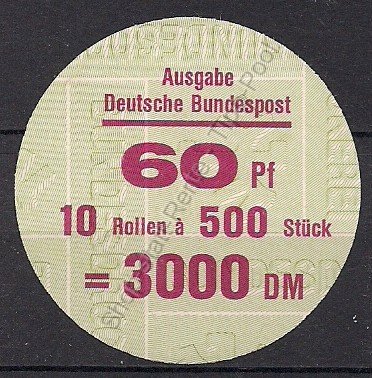 Ausgabe
Deutsche Bundespost
60 Pf
10 Rollen à 500 Stück
= 3000 DM